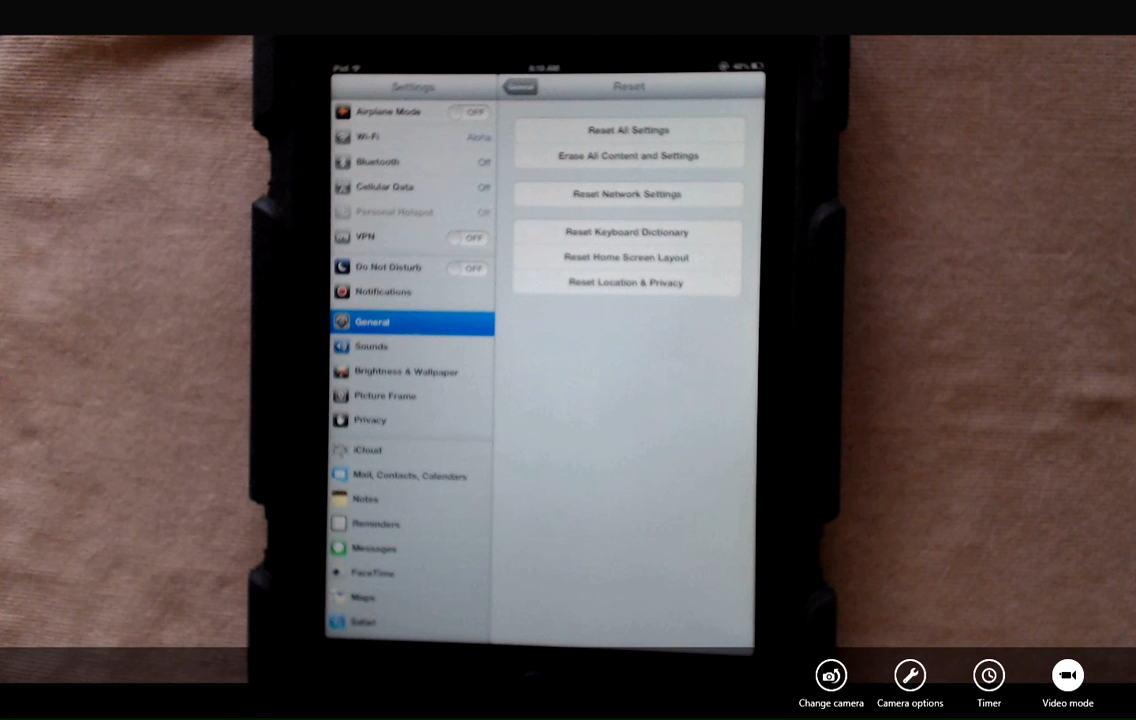 iPad
Settings
General
Reset
Airplane Mode
OFF
Wi-Fi
Aloha
Bluetooth
Off
Cellular Data
Off
Personal Hotspot
Off
VPN
OFF
Do Not Disturb
OFF
Notifications
General
Sounds
Brightness & Wallpaper
Picture Frame
Privacy
iCloud
Mail, Contacts, Calendars
Notes
Reminders
Messages
FaceTime
Maps
Safari
Reset All Settings
Erase All Content and Settings
Reset Network Settings
Reset Keyboard Dictionary
Reset Home Screen Layout
Reset Location & Privacy
Change camera
Camera options
Timer
Video mode